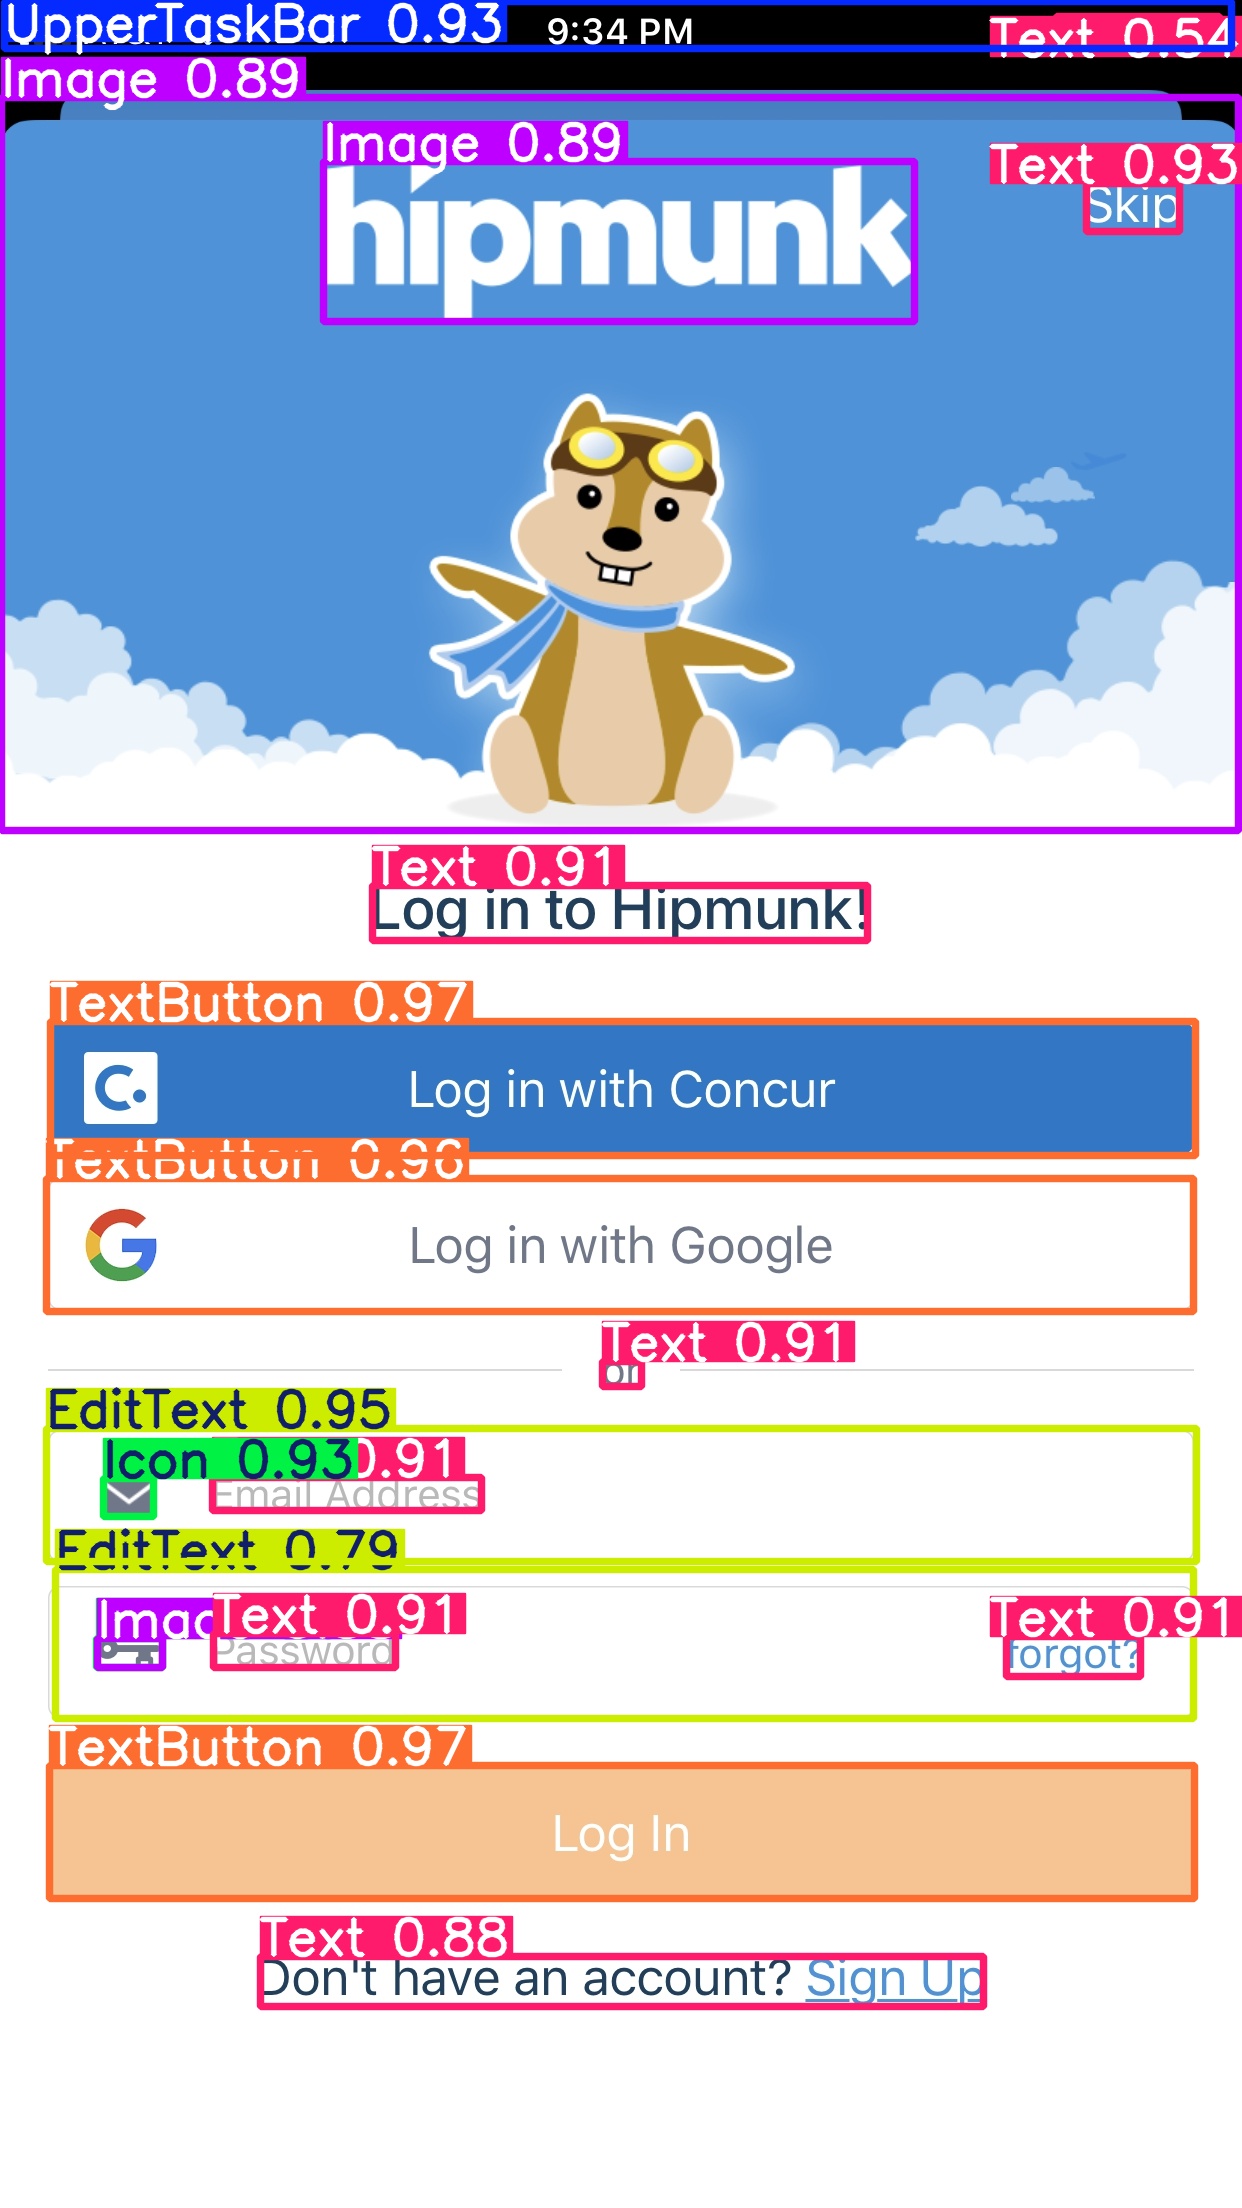 UpperTaskBar 0.93
9:34 PM
Text 0.54
Image 0.89
Image 0.89
hipmunk
Text 0.93
Skip
Text 0.91
Log in to Hipmunk!
TextButton 0.97
C.
Log in with Concur
TextButton 0.96
G
Log in with Google
Text 0.91
or
EditText 0.95
Icon 0.93
0.91
Email Address
EditText 0.79
Imag
Text 0.91
Text 0.91
Password
forgot?
TextButton 0.97
Log In
Text 0.88
Don't have an account? Sign Up